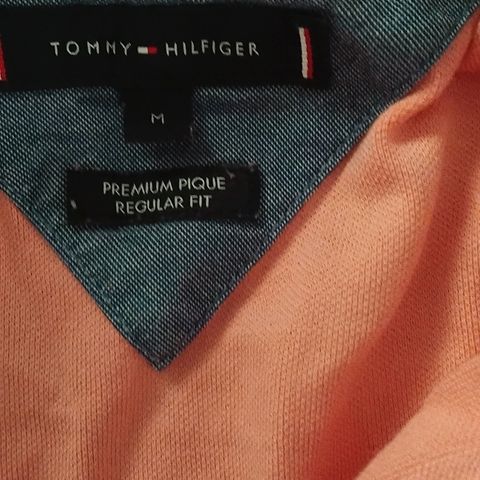 TOMMY HILFIGER
M
PREMIUM PIQUE
REGULAR FIT